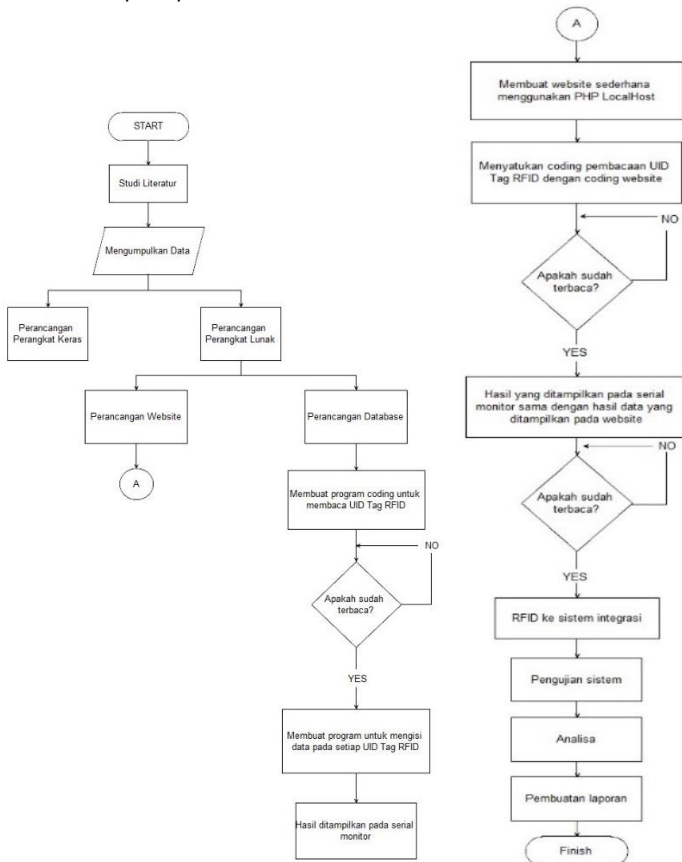 START
Studi Literatur
Mengumpulkan Data
Perancangan
Perangkat Keras
Perancangan
Perangkat Lunak
Perancangan Website
Perancangan Database
A
Membuat program coding untuk
membaca UID Tag RFID
NO
Apakah sudah
terbaca?
YES
Membuat program untuk mengisi
data pada setiap UID Tag RFID
Hasil ditampilkan pada serial
monitor
A
Membuat website sederhana
menggunakan PHP LocalHost
Menyatukan coding pembacaan UID
Tag RFID dengan coding website
NO
Apakah sudah
terbaca?
YES
Hasil yang ditampilkan pada serial
monitor sama dengan hasil data yang
ditampilkan pada website
NO
Apakah sudah
terbaca?
YES
RFID ke sistem integrasi
Pengujian sistem
Analisa
Pembuatan laporan
Finish